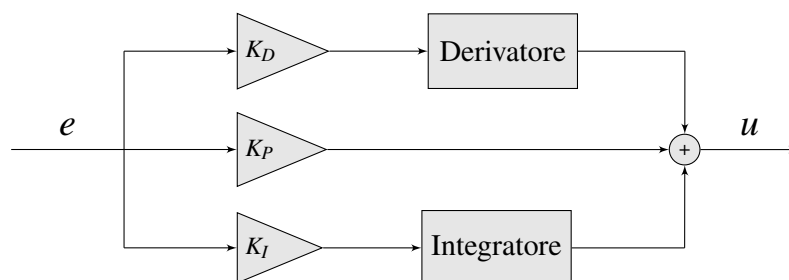 K_D Derivatore
e K_P + u
K_I Integratore